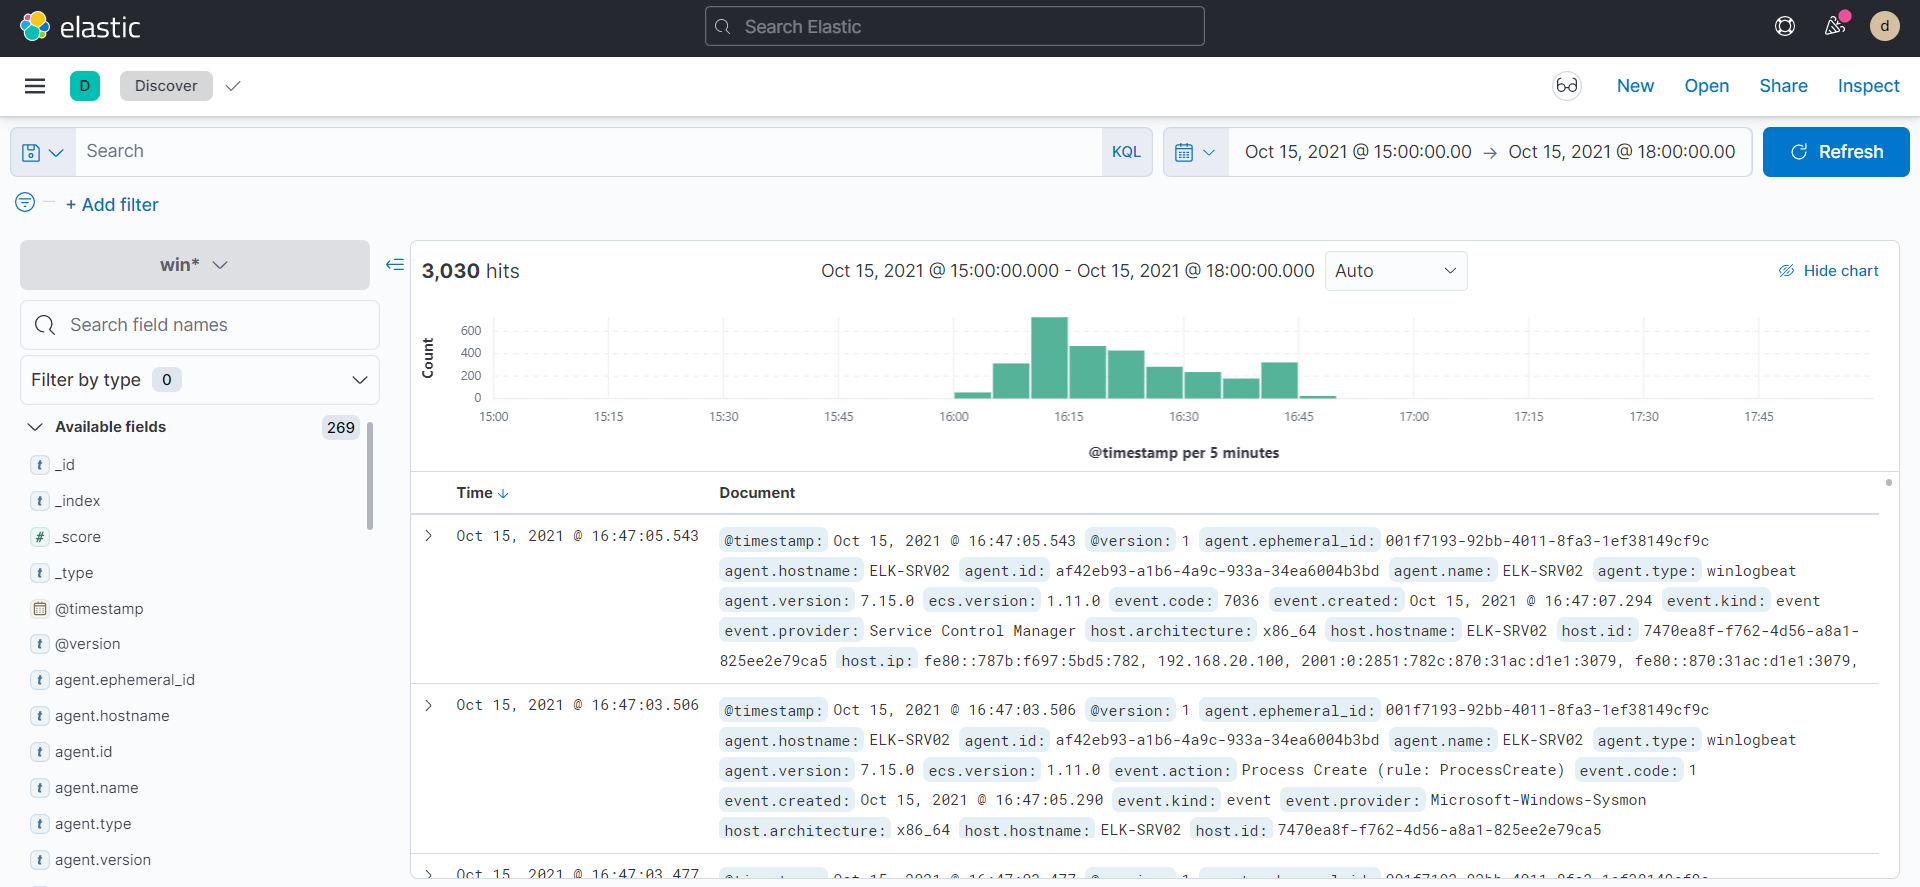 elastic
Search Elastic
d
D
Discover
New
Open
Share
Inspect
Search
KQL
Oct 15, 2021 @ 15:00:00.00 → Oct 15, 2021 @ 18:00:00.00
Refresh
+ Add filter
win*
Search field names
Filter by type 0
Available fields 269
t _id
t _index
# _score
t _type
@timestamp
t @version
t agent.ephemeral_id
t agent.hostname
t agent.id
t agent.name
t agent.type
t agent.version
3,030 hits
Oct 15, 2021 @ 15:00:00.000 - Oct 15, 2021 @ 18:00:00.000
Auto
Hide chart
Count
600
400
200
0
15:00 15:15 15:30 15:45 16:00 16:15 16:30 16:45 17:00 17:15 17:30 17:45
@timestamp per 5 minutes
Time ↓ Document
Oct 15, 2021 @ 16:47:05.543
@timestamp: Oct 15, 2021 @ 16:47:05.543 @version: 1 agent.ephemeral_id: 001f7193-92bb-4011-8fa3-1ef38149cf9c
agent.hostname: ELK-SRV02 agent.id: af42eb93-a1b6-4a9c-933a-34ea6004b3bd agent.name: ELK-SRV02 agent.type: winlogbeat
agent.version: 7.15.0 ecs.version: 1.11.0 event.code: 7036 event.created: Oct 15, 2021 @ 16:47:07.294 event.kind: event
event.provider: Service Control Manager host.architecture: x86_64 host.hostname: ELK-SRV02 host.id: 7470ea8f-f762-4d56-a8a1-
825ee2e79ca5 host.ip: fe80::787b:f697:5bd5:782, 192.168.20.100, 2001:0:2851:782c:870:31ac:d1e1:3079, fe80::870:31ac:d1e1:3079,
Oct 15, 2021 @ 16:47:03.506
@timestamp: Oct 15, 2021 @ 16:47:03.506 @version: 1 agent.ephemeral_id: 001f7193-92bb-4011-8fa3-1ef38149cf9c
agent.hostname: ELK-SRV02 agent.id: af42eb93-a1b6-4a9c-933a-34ea6004b3bd agent.name: ELK-SRV02 agent.type: winlogbeat
agent.version: 7.15.0 ecs.version: 1.11.0 event.action: Process Create (rule: ProcessCreate) event.code: 1
event.created: Oct 15, 2021 @ 16:47:05.290 event.kind: event event.provider: Microsoft-Windows-Sysmon
host.architecture: x86_64 host.hostname: ELK-SRV02 host.id: 7470ea8f-f762-4d56-a8a1-825ee2e79ca5
Oct 15, 2021 @ 16:47:03.477